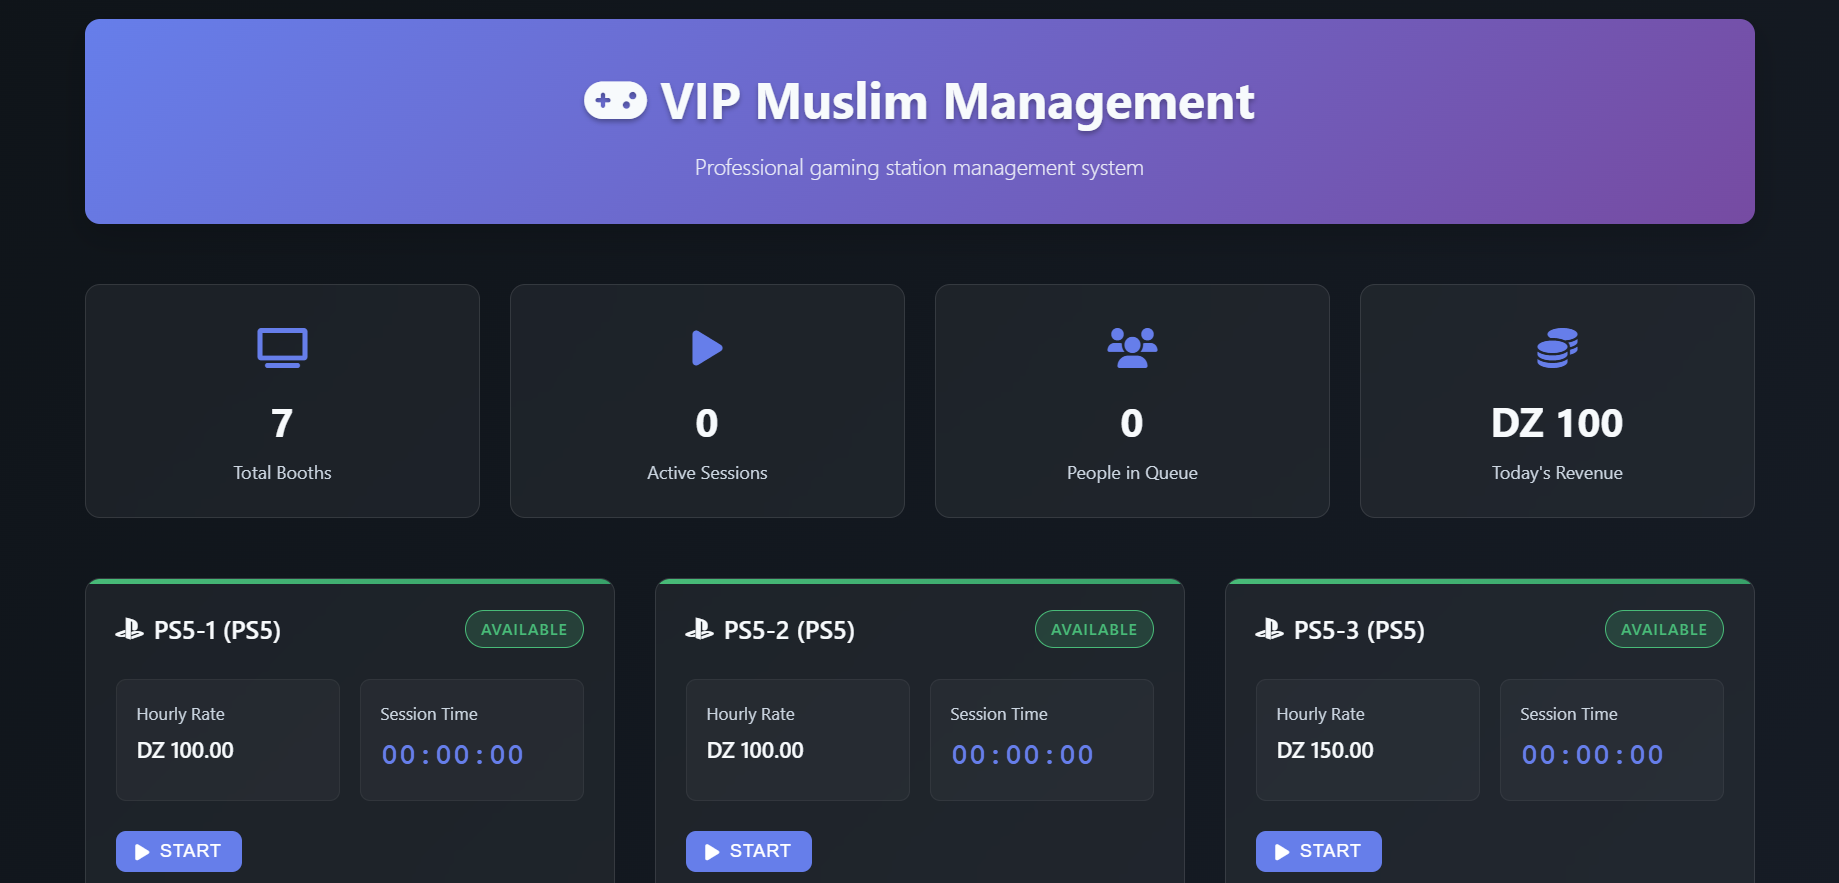 VIP Muslim Management
Professional gaming station management system
7
Total Booths
0
Active Sessions
0
People in Queue
DZ 100
Today's Revenue
PS5-1 (PS5)
AVAILABLE
Hourly Rate
DZ 100.00
Session Time
00:00:00
START
PS5-2 (PS5)
AVAILABLE
Hourly Rate
DZ 100.00
Session Time
00:00:00
START
PS5-3 (PS5)
AVAILABLE
Hourly Rate
DZ 150.00
Session Time
00:00:00
START